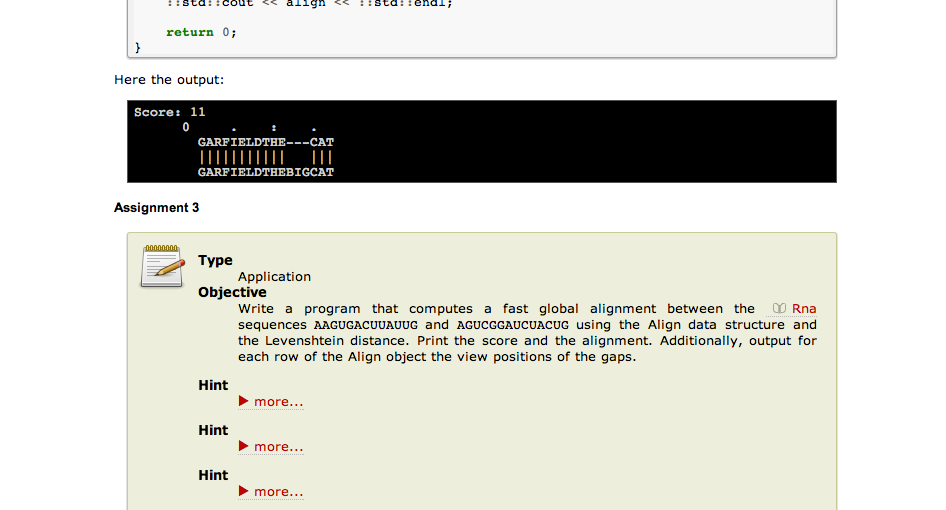 ::std::cout << align << ::std::endl;
return 0;
}
Here the output:
Score: 11
0 . : .
GARFIELDTHE---CAT
||||||||||| |||
GARFIELDTHEBIGCAT
Assignment 3
Type
Application
Objective
Write a program that computes a fast global alignment between the Rna
sequences AAGUGACUUAUUG and AGUCGGAUCUACUG using the Align data structure and
the Levenshtein distance. Print the score and the alignment. Additionally, output for
each row of the Align object the view positions of the gaps.
Hint
more...
Hint
more...
Hint
more...